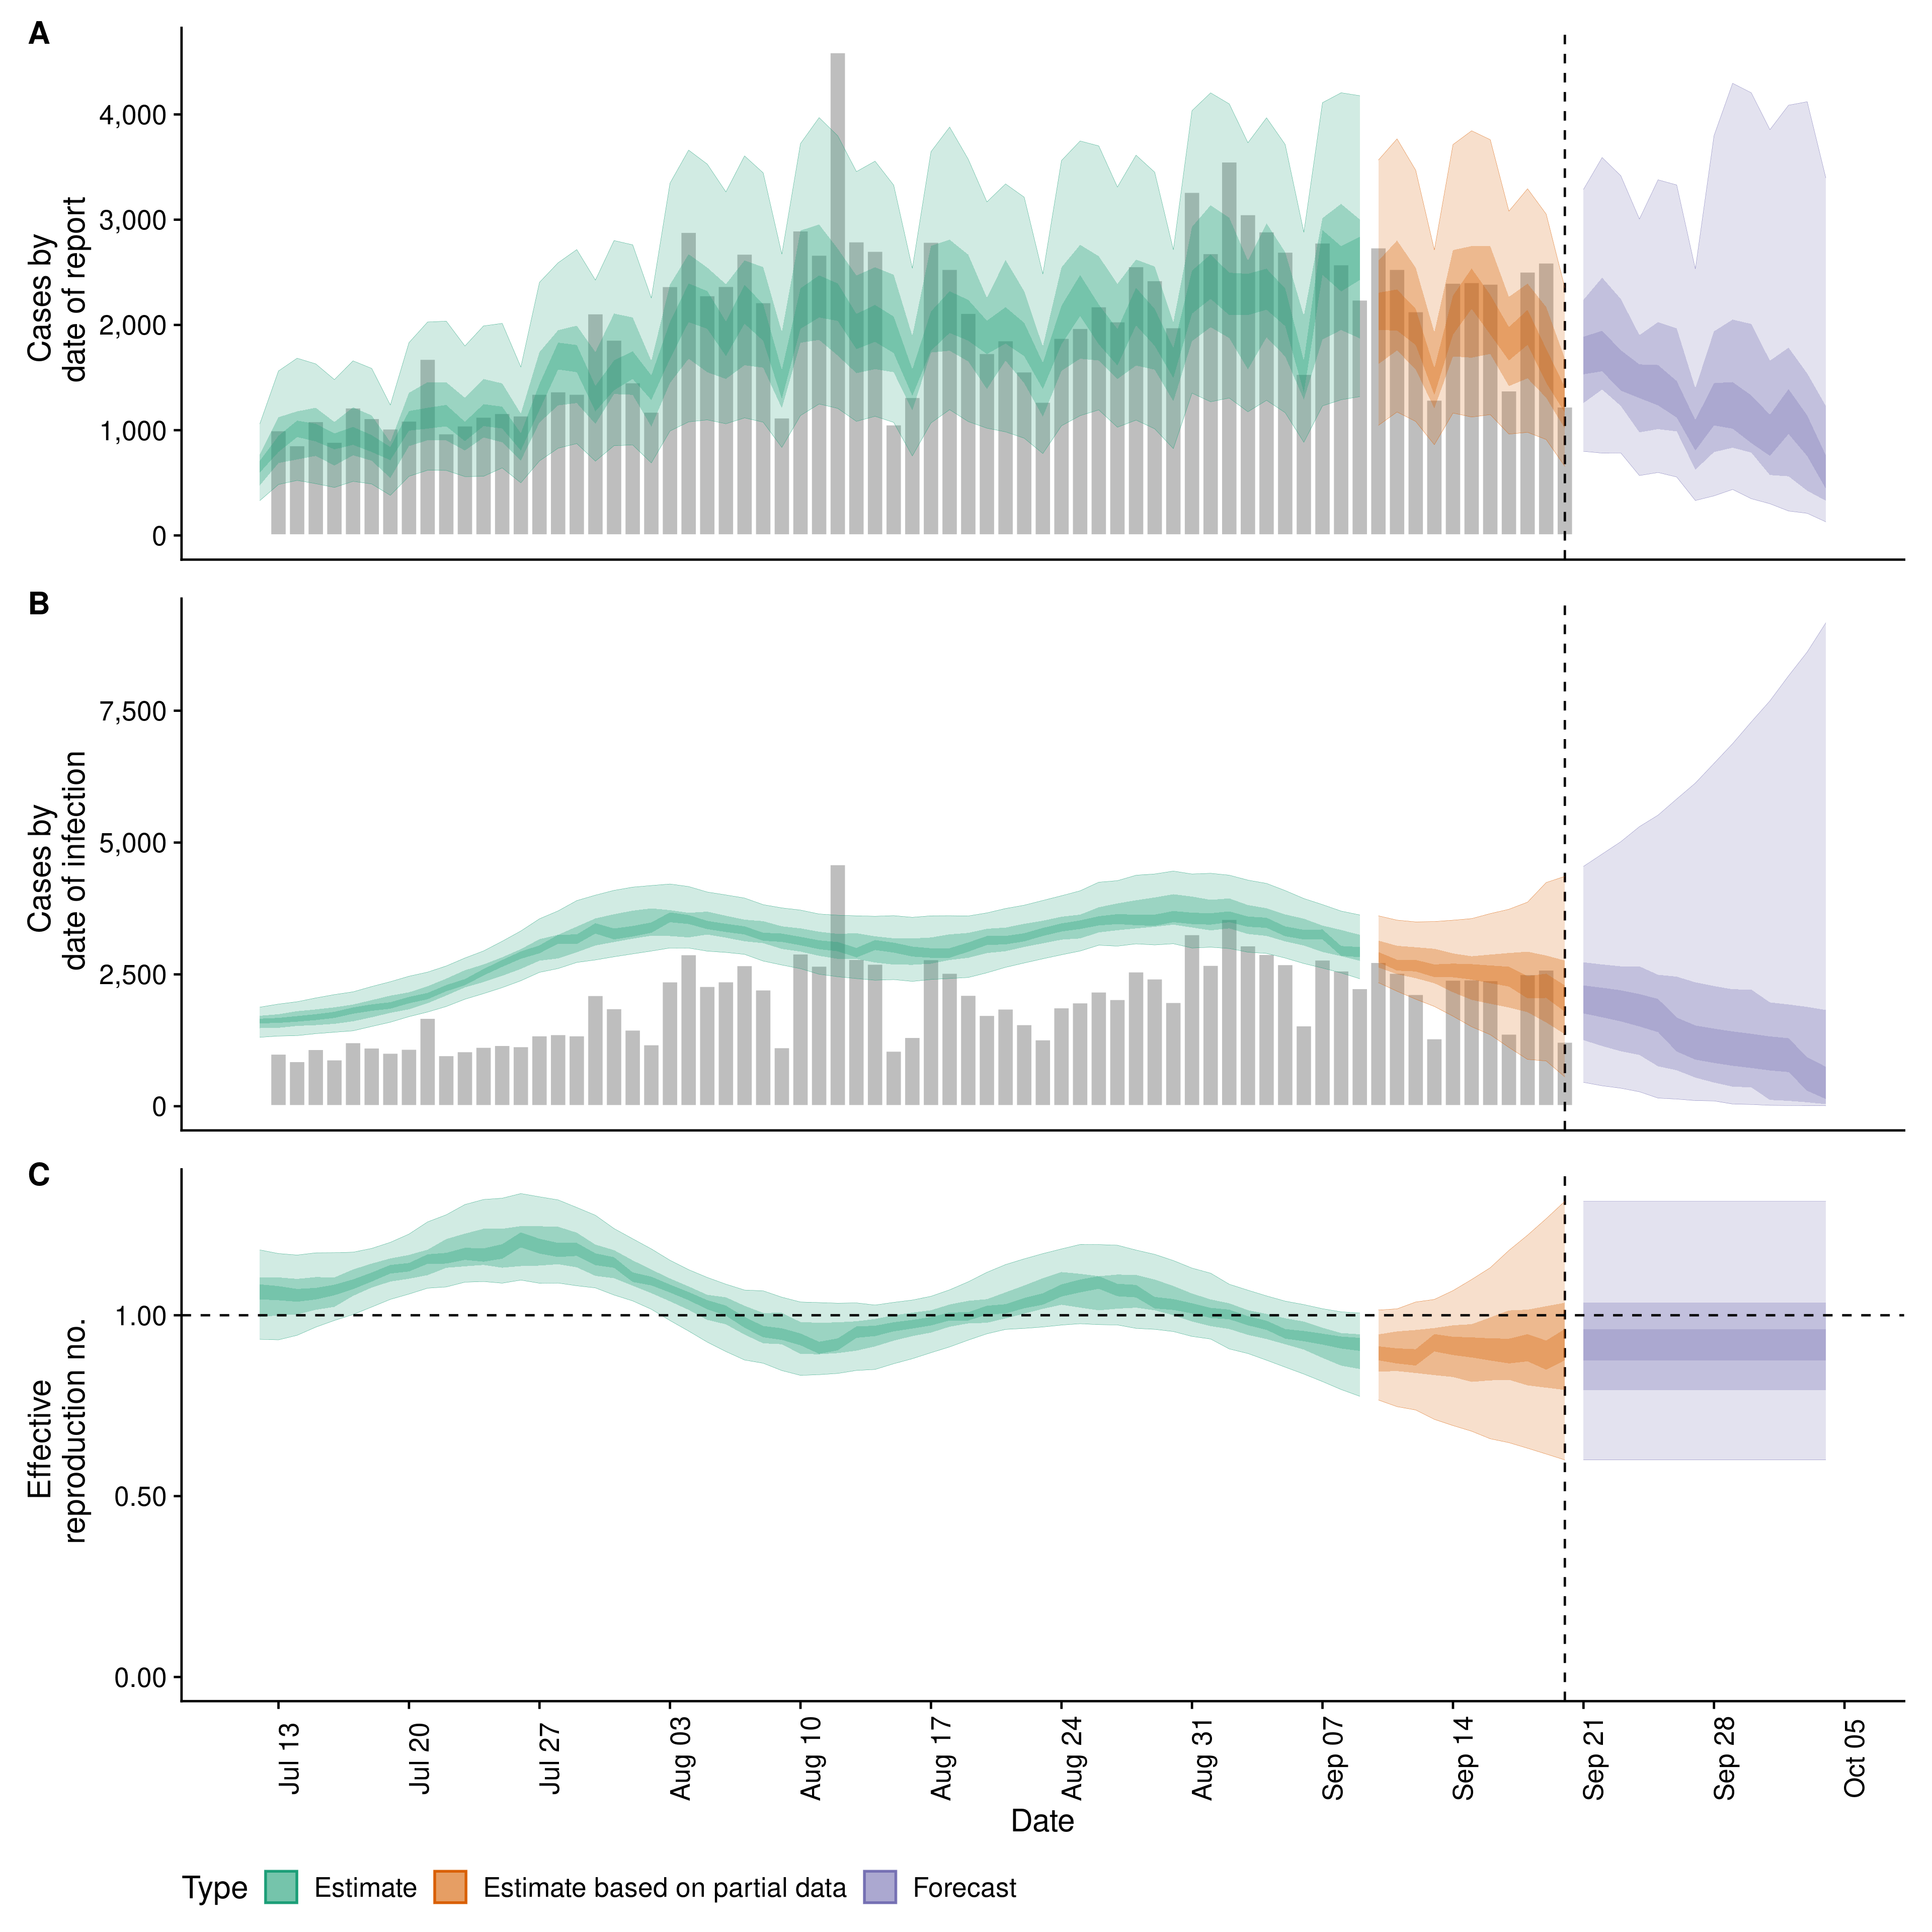 A
Cases by
date of report
4,000
3,000
2,000
1,000
0
B
Cases by
date of infection
7,500
5,000
2,500
0
C
Effective
reproduction no.
1.00
0.50
0.00
Jul 13
Jul 20
Jul 27
Aug 03
Aug 10
Aug 17
Aug 24
Aug 31
Sep 07
Sep 14
Sep 21
Sep 28
Oct 05
Date
Type Estimate Estimate based on partial data Forecast